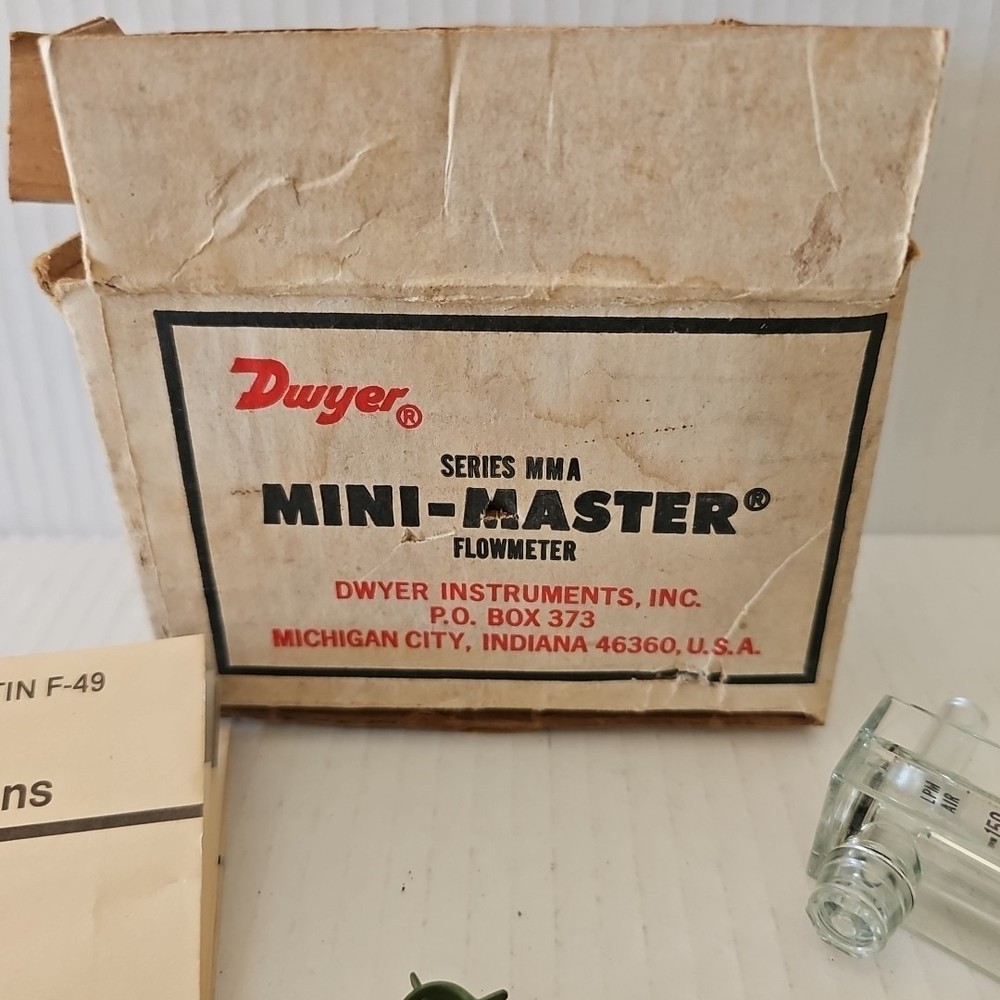 Dwyer®
SERIES MMA
MINI-MASTER®
FLOWMETER
DWYER INSTRUMENTS, INC.
P.O. BOX 373
MICHIGAN CITY, INDIANA 46360, U.S.A.
TIN F-49
ns
LPM
AIR
150